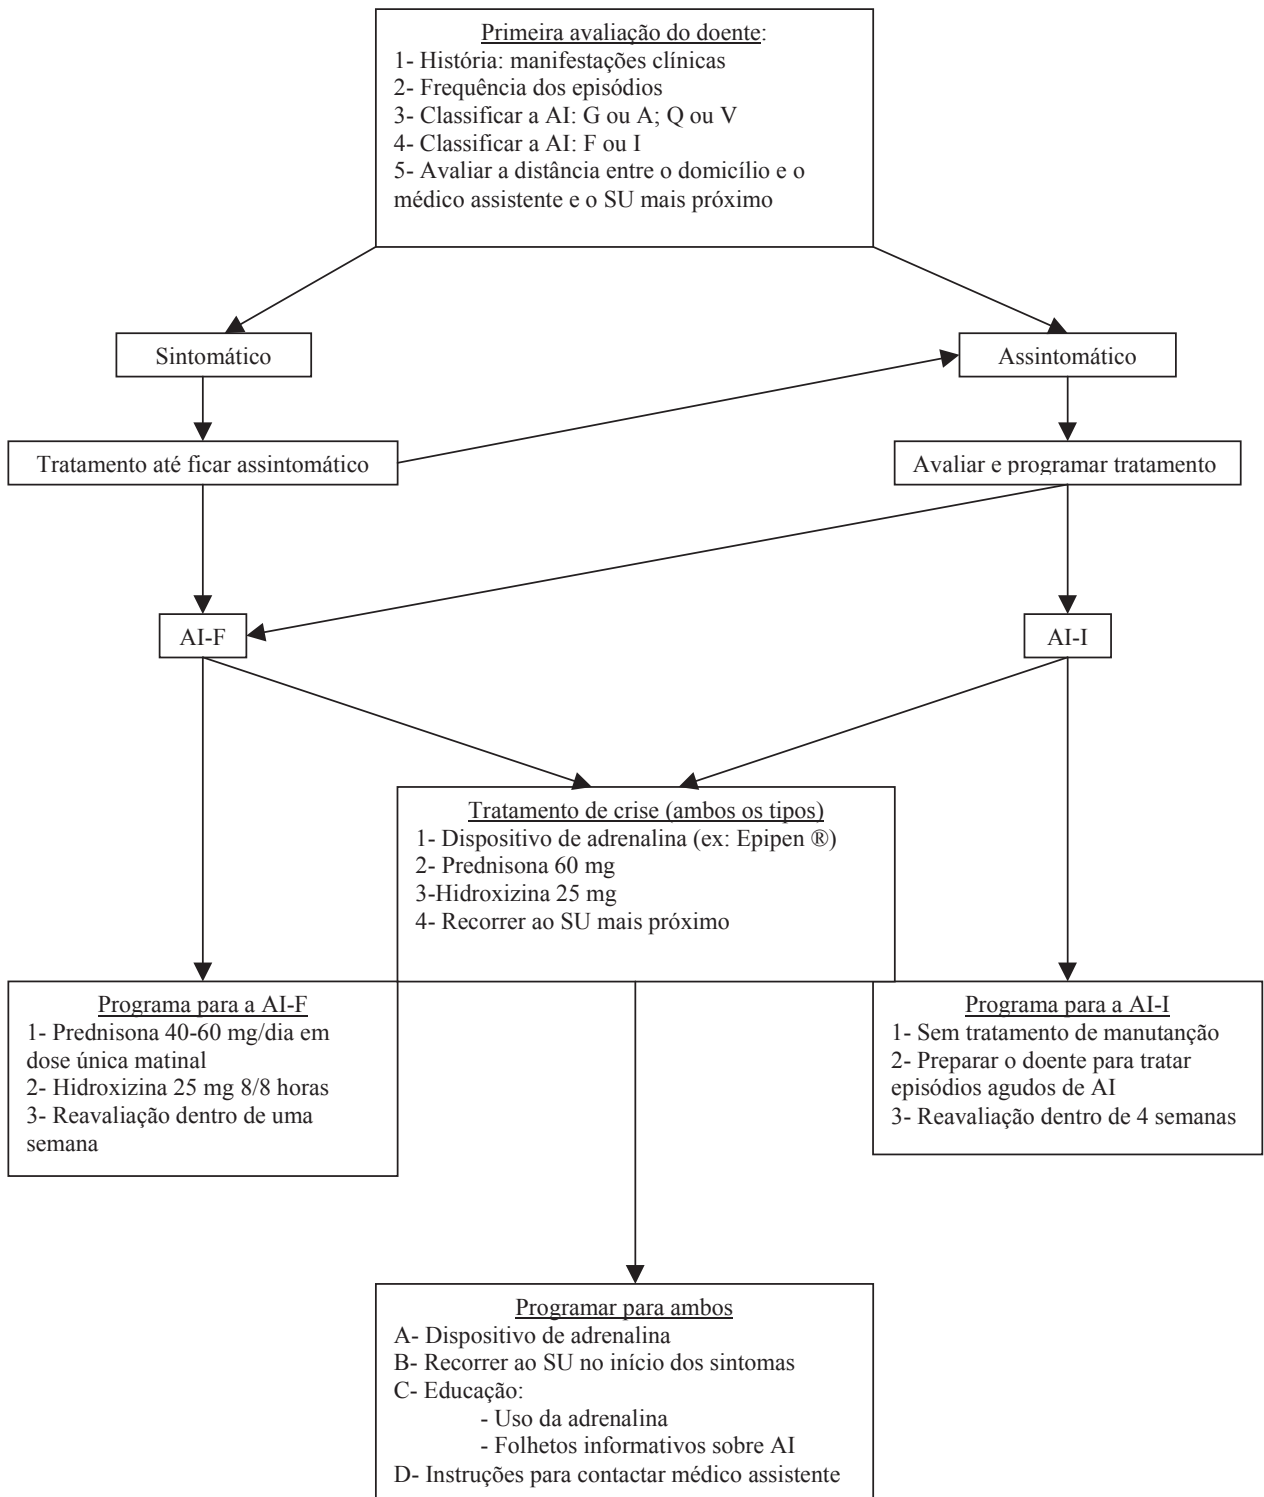 Primeira avaliação do doente:
1- História: manifestações clínicas
2- Frequência dos episódios
3- Classificar a AI: G ou A; Q ou V
4- Classificar a AI: F ou I
5- Avaliar a distância entre o domicílio e o
médico assistente e o SU mais próximo
Sintomático
Assintomático
Tratamento até ficar assintomático
Avaliar e programar tratamento
AI-F
AI-I
Tratamento de crise (ambos os tipos)
1- Dispositivo de adrenalina (ex: Epipen ®)
2- Prednisona 60 mg
3-Hidroxizina 25 mg
4- Recorrer ao SU mais próximo
Programa para a AI-F
1- Prednisona 40-60 mg/dia em
dose única matinal
2- Hidroxizina 25 mg 8/8 horas
3- Reavaliação dentro de uma
semana
Programa para a AI-I
1- Sem tratamento de manutanção
2- Preparar o doente para tratar
episódios agudos de AI
3- Reavaliação dentro de 4 semanas
Programar para ambos
A- Dispositivo de adrenalina
B- Recorrer ao SU no início dos sintomas
C- Educação:
- Uso da adrenalina
- Folhetos informativos sobre AI
D- Instruções para contactar médico assistente